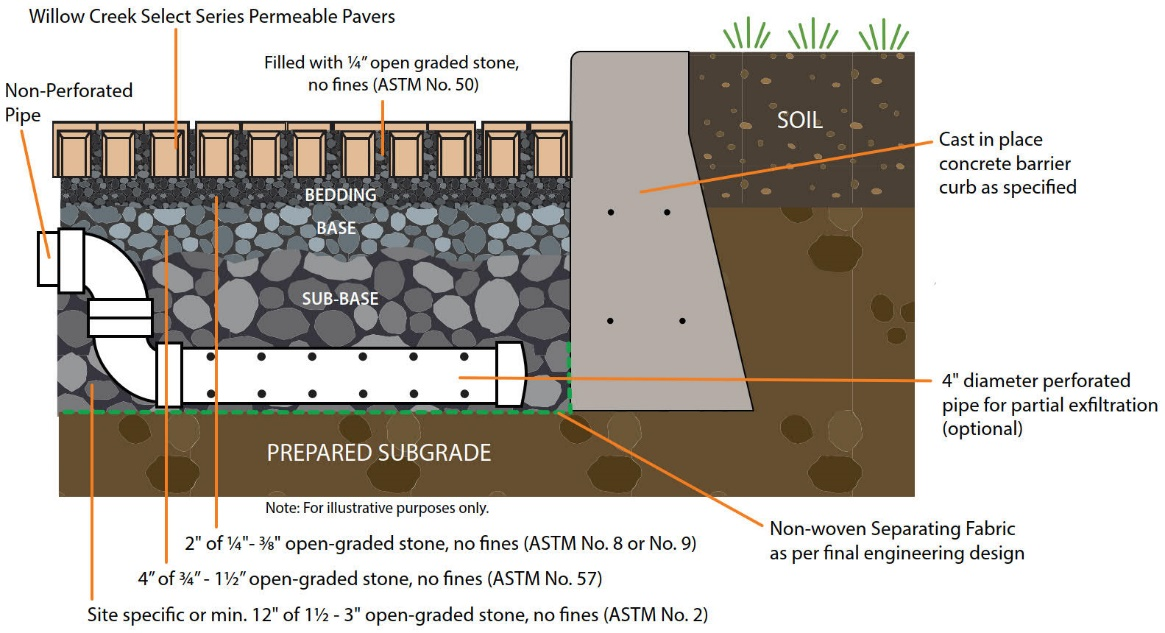 Willow Creek Select Series Permeable Pavers
Filled with ¼” open graded stone,
no fines (ASTM No. 50)
Non-Perforated
Pipe
SOIL
Cast in place
concrete barrier
curb as specified
BEDDING
BASE
SUB-BASE
4" diameter perforated
pipe for partial exfiltration
(optional)
PREPARED SUBGRADE
Note: For illustrative purposes only.
Non-woven Separating Fabric
as per final engineering design
2" of ¼"- ⅜" open-graded stone, no fines (ASTM No. 8 or No. 9)
4” of ¾” - 1½” open-graded stone, no fines (ASTM No. 57)
Site specific or min. 12" of 1½ - 3" open-graded stone, no fines (ASTM No. 2)